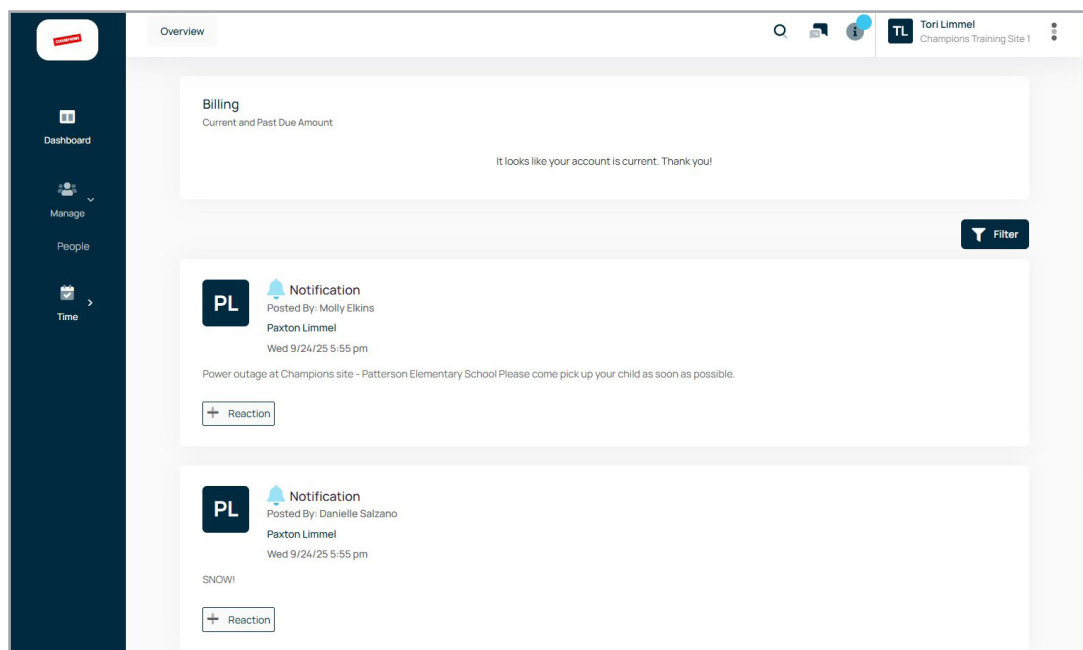 CHAMPIONS
Overview
TL
Tori Limmel
Champions Training Site 1
Dashboard
Manage
People
Time
Billing
Current and Past Due Amount
It looks like your account is current. Thank you!
Filter
PL
Notification
Posted By: Molly Elkins
Paxton Limmel
Wed 9/24/25 5:55 pm
Power outage at Champions site - Patterson Elementary School Please come pick up your child as soon as possible.
+ Reaction
PL
Notification
Posted By: Danielle Salzano
Paxton Limmel
Wed 9/24/25 5:55 pm
SNOW!
+ Reaction